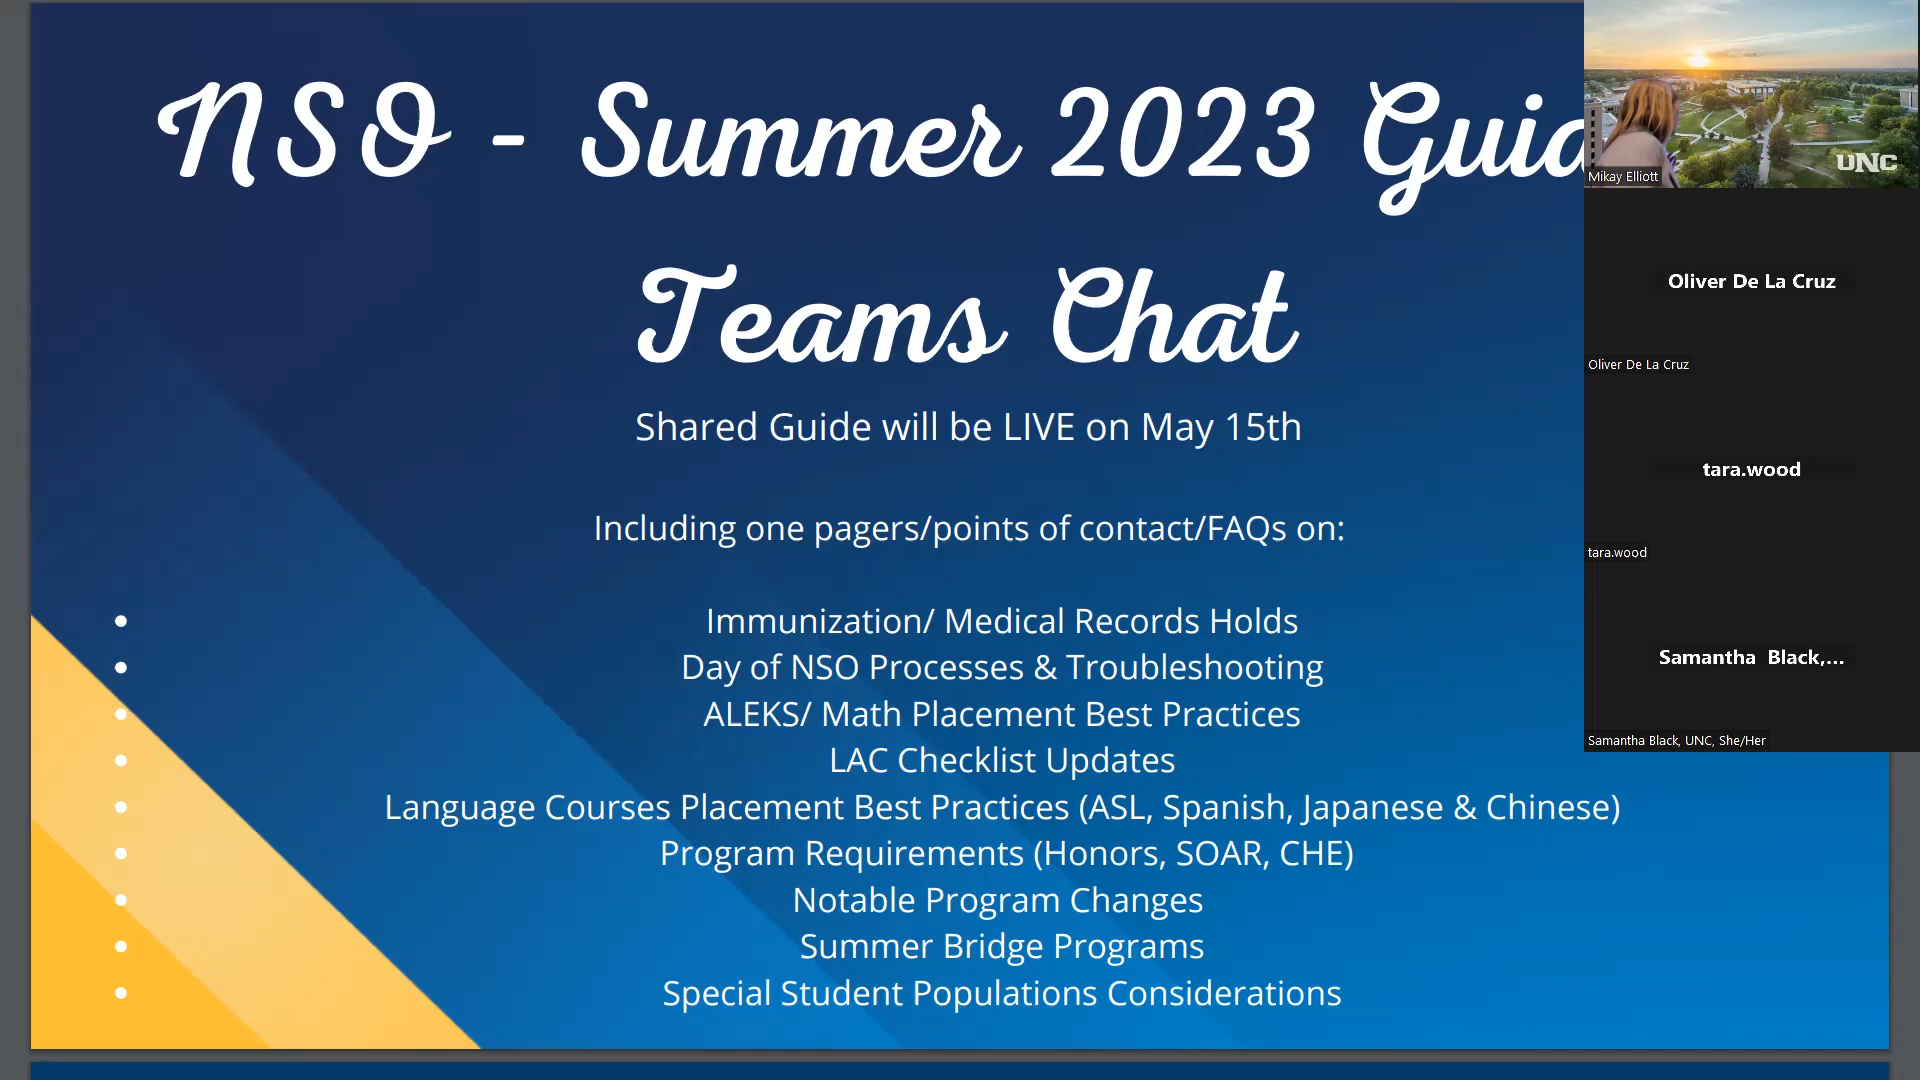 NSO - Summer 2023 Guid
Teams Chat
Shared Guide will be LIVE on May 15th
Including one pagers/points of contact/FAQs on:
• Immunization/ Medical Records Holds
• Day of NSO Processes & Troubleshooting
• ALEKS/ Math Placement Best Practices
• LAC Checklist Updates
• Language Courses Placement Best Practices (ASL, Spanish, Japanese & Chinese)
• Program Requirements (Honors, SOAR, CHE)
• Notable Program Changes
• Summer Bridge Programs
• Special Student Populations Considerations
UNC
Mikay Elliott
Oliver De La Cruz
Oliver De La Cruz
tara.wood
tara.wood
Samantha Black,...
Samantha Black, UNC, She/Her